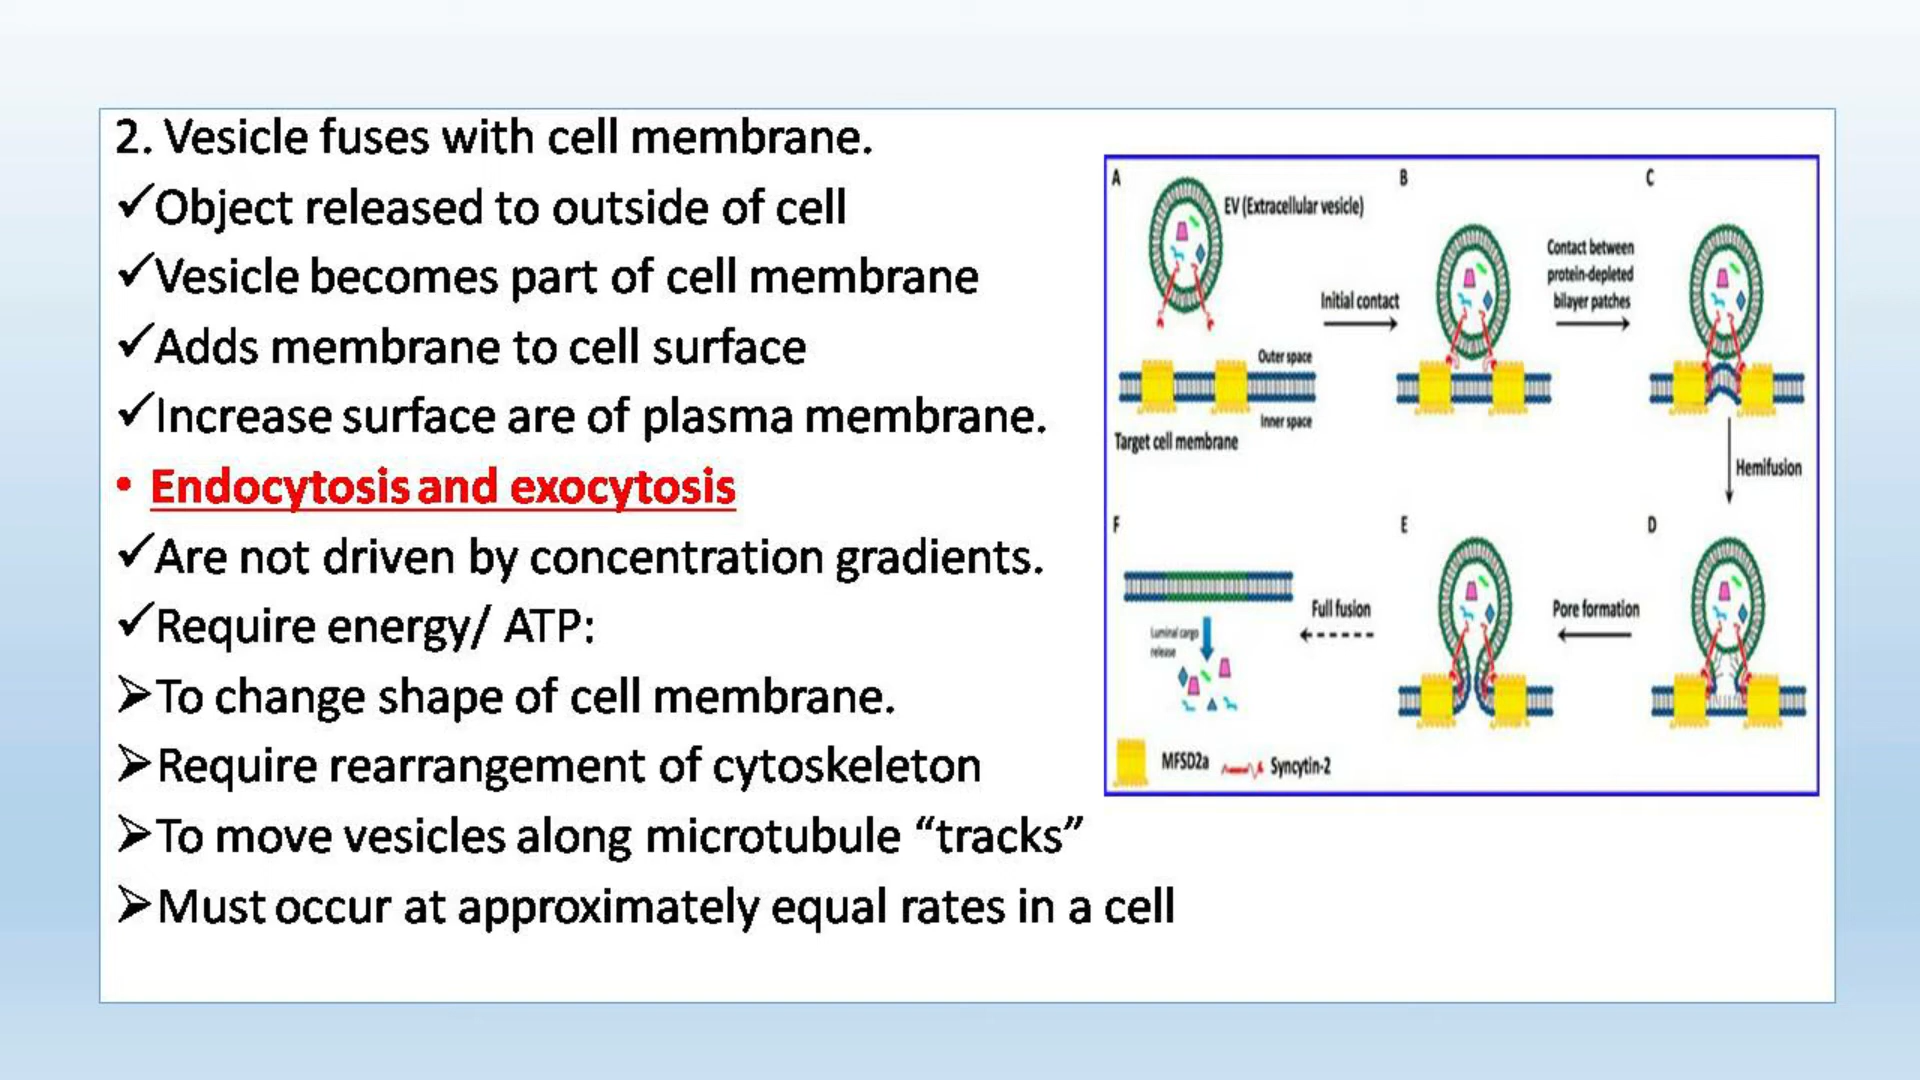 2. Vesicle fuses with cell membrane.
✓Object released to outside of cell
✓Vesicle becomes part of cell membrane
✓Adds membrane to cell surface
✓Increase surface are of plasma membrane.
• Endocytosis and exocytosis
✓Are not driven by concentration gradients.
✓Require energy/ ATP:
➢To change shape of cell membrane.
➢Require rearrangement of cytoskeleton
➢To move vesicles along microtubule “tracks”
➢Must occur at approximately equal rates in a cell
A
EV (Extracellular vesicle)
Outer space
Inner space
Target cell membrane
Initial contact
B
Contact between
protein-depleted
bilayer patches
C
Hemifusion
D
Pore formation
E
Full fusion
F
Luminal cargo
release
MFSD2a
Syncytin-2